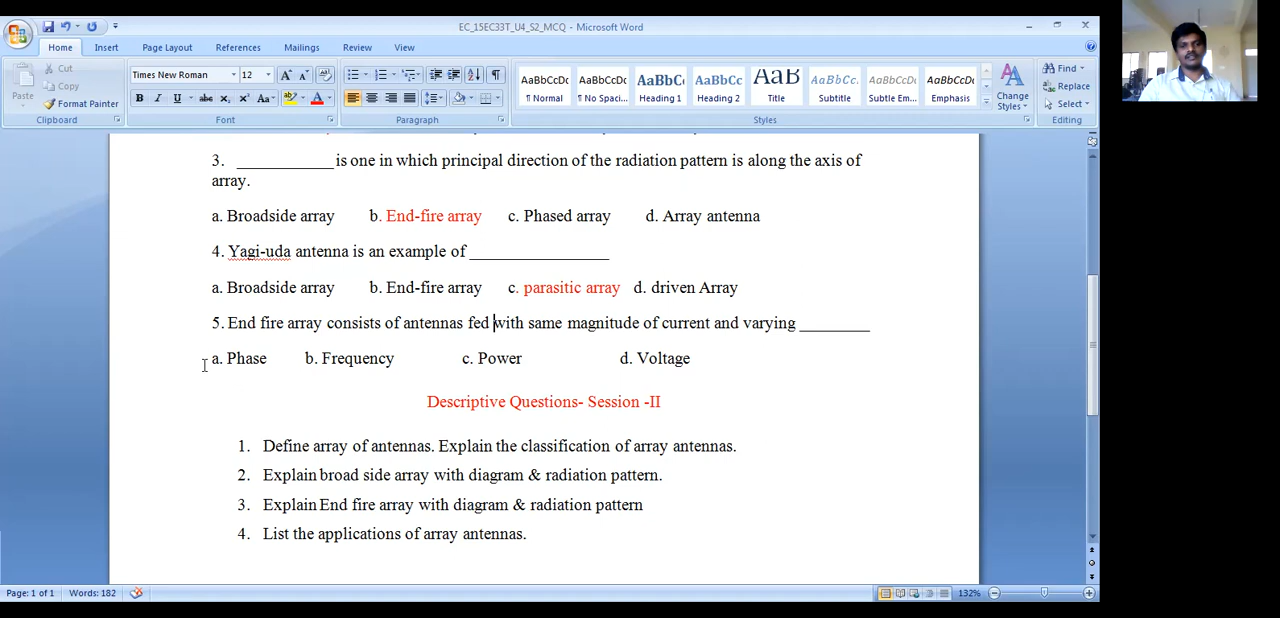 EC_15EC33T_U4_S2_MCQ - Microsoft Word
Home Insert Page Layout References Mailings Review View
Paste
Cut
Copy
Format Painter
Clipboard
Times New Roman 12
Font
Paragraph
AaBbCcDc AaBbCcDc AaBbC AaBbCc AaB AaBbCc. AaBbCcDc AaBbCcDc
¶ Normal ¶ No Spaci... Heading 1 Heading 2 Title Subtitle Subtle Em... Emphasis
Change Styles
Styles
Find
Replace
Select
Editing
3. ___________ is one in which principal direction of the radiation pattern is along the axis of
array.
a. Broadside array b. End-fire array c. Phased array d. Array antenna
4. Yagi-uda antenna is an example of ________________
a. Broadside array b. End-fire array c. parasitic array d. driven Array
5. End fire array consists of antennas fed with same magnitude of current and varying ________
a. Phase b. Frequency c. Power d. Voltage
Descriptive Questions- Session -II
1. Define array of antennas. Explain the classification of array antennas.
2. Explain broad side array with diagram & radiation pattern.
3. Explain End fire array with diagram & radiation pattern
4. List the applications of array antennas.
Page: 1 of 1 Words: 182 132%